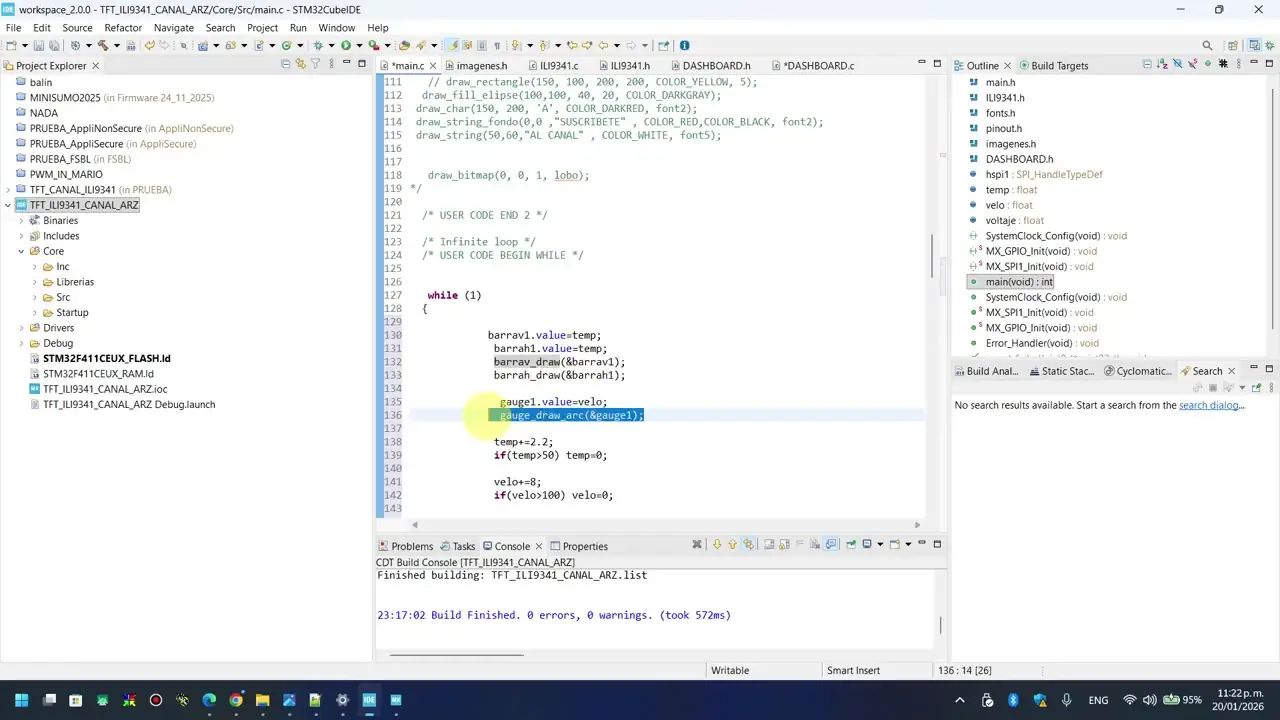 workspace_2.0.0 - TFT_ILI9341_CANAL_ARZ/Core/Src/main.c - STM32CubeIDE
File Edit Source Refactor Navigate Search Project Run Window Help
Project Explorer
balin
MINISUMO2025 (in Firmware 24_11_2025)
NADA
PRUEBA_AppliNonSecure (in AppliNonSecure)
PRUEBA_AppliSecure (in AppliSecure)
PRUEBA_FSBL (in FSBL)
PWM_IN_MARIO
TFT_CANAL_ILI9341 (in PRUEBA)
TFT_ILI9341_CANAL_ARZ
Binaries
Includes
Core
Inc
Librerias
Src
Startup
Drivers
Debug
STM32F411CEUX_FLASH.ld
STM32F411CEUX_RAM.ld
TFT_ILI9341_CANAL_ARZ.ioc
TFT_ILI9341_CANAL_ARZ Debug.launch
*main.c imagenes.h ILI9341.c ILI9341.h DASHBOARD.h *DASHBOARD.c
111 // draw_rectangle(150, 100, 200, 200, COLOR_YELLOW, 5);
112 draw_fill_elipse(100,100, 40, 20, COLOR_DARKGRAY);
113 draw_char(150, 200, 'A', COLOR_DARKRED, font2);
114 draw_string_fondo(0,0 ,"SUSCRIBETE" , COLOR_RED,COLOR_BLACK, font2);
115 draw_string(50,60,"AL CANAL" , COLOR_WHITE, font5);
116
117
118 draw_bitmap(0, 0, 1, lobo);
119 */
120
121 /* USER CODE END 2 */
122
123 /* Infinite loop */
124 /* USER CODE BEGIN WHILE */
125
126
127 while (1)
128 {
129
130 barrav1.value=temp;
131 barrah1.value=temp;
132 barrav_draw(&barrav1);
133 barrah_draw(&barrah1);
134
135 gauge1.value=velo;
136 gauge_draw_arc(&gauge1);
137
138 temp+=2.2;
139 if(temp>50) temp=0;
140
141 velo+=8;
142 if(velo>100) velo=0;
143
Problems Tasks Console Properties
CDT Build Console [TFT_ILI9341_CANAL_ARZ]
Finished building: TFT_ILI9341_CANAL_ARZ.list
23:17:02 Build Finished. 0 errors, 0 warnings. (took 572ms)
Outline Build Targets
main.h
ILI9341.h
fonts.h
pinout.h
imagenes.h
DASHBOARD.h
hspi1 : SPI_HandleTypeDef
temp : float
velo : float
voltaje : float
SystemClock_Config(void) : void
MX_GPIO_Init(void) : void
MX_SPI1_Init(void) : void
main(void) : int
SystemClock_Config(void) : void
MX_SPI1_Init(void) : void
MX_GPIO_Init(void) : void
Error_Handler(void) : void
Build Anal... Static Stac... Cyclomatic... Search
No search results available. Start a search from the search dialog...
Writable Smart Insert 136 : 14 [26]
ENG 95% 11:22 p.m.
20/01/2026